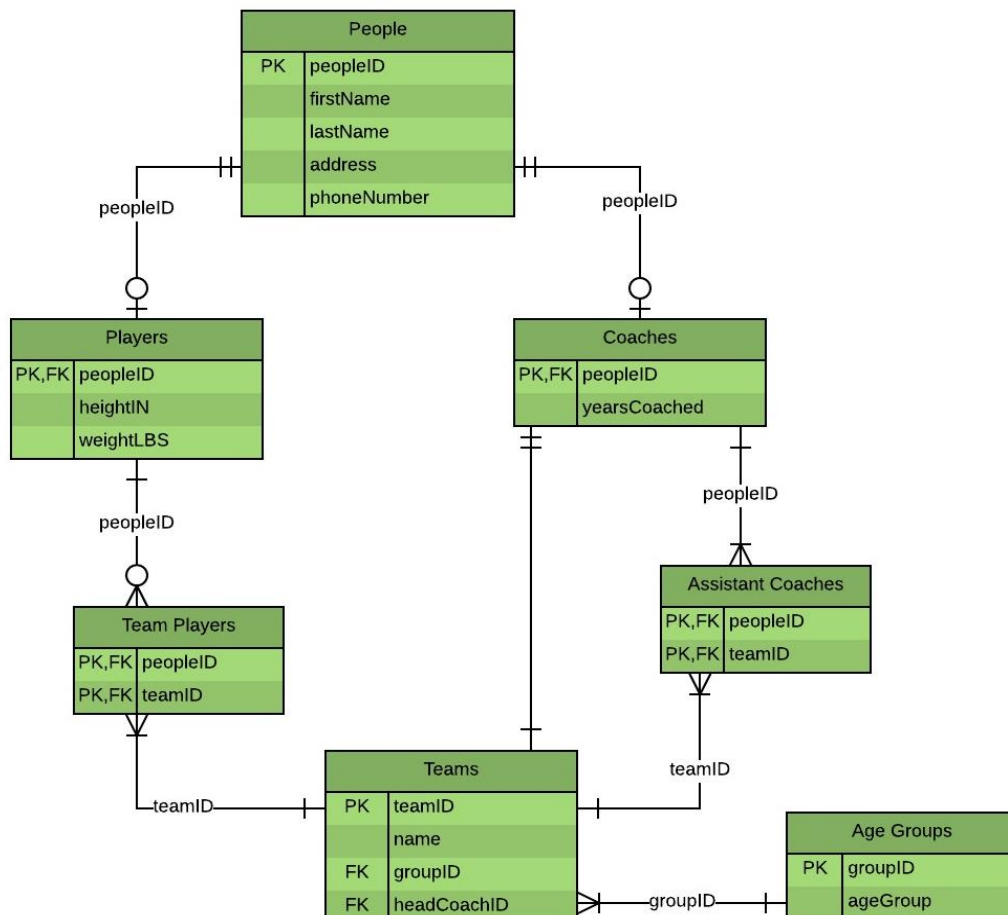 People
PK peopleID
firstName
lastName
address
phoneNumber
peopleID
peopleID
Players
PK,FK peopleID
heightIN
weightLBS
Coaches
PK,FK peopleID
yearsCoached
peopleID
peopleID
Assistant Coaches
PK,FK peopleID
PK,FK teamID
Team Players
PK,FK peopleID
PK,FK teamID
teamID
teamID
Teams
PK teamID
name
FK groupID
FK headCoachID
groupID
Age Groups
PK groupID
ageGroup